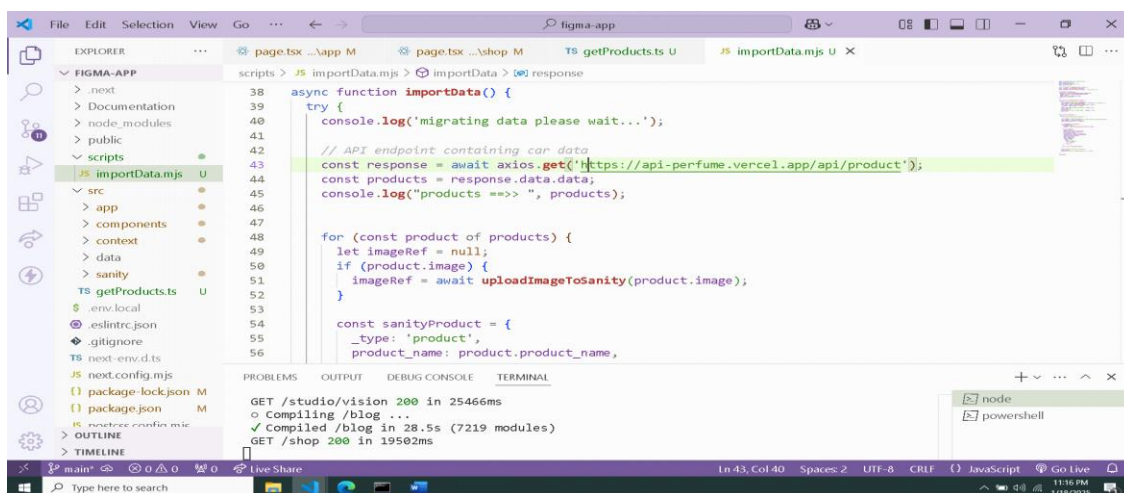 File Edit Selection View Go ... figma-app
EXPLORER ...
page.tsx ...\app M page.tsx ...\shop M TS getProducts.ts U JS importData.mjs U
FIGMA-APP
scripts > JS importData.mjs > importData > response
> .next
> Documentation
> node_modules
> public
scripts
JS importData.mjs U
src
> app
> components
> context
> data
> sanity
TS getProducts.ts U
$ .env.local
.eslintrc.json
.gitignore
TS next-env.d.ts
JS next.config.mjs
{} package-lock.json M
{} package.json M
JS postcss.config.mjs
> OUTLINE
> TIMELINE
11
38 async function importData() {
39 try {
40 console.log('migrating data please wait...');
41
42 // API endpoint containing car data
43 const response = await axios.get('https://api-perfume.vercel.app/api/product');
44 const products = response.data.data;
45 console.log("products ==>> ", products);
46
47
48 for (const product of products) {
49 let imageRef = null;
50 if (product.image) {
51 imageRef = await uploadImageToSanity(product.image);
52 }
53
54 const sanityProduct = {
55 _type: 'product',
56 product_name: product.product_name,
PROBLEMS OUTPUT DEBUG CONSOLE TERMINAL
GET /studio/vision 200 in 25466ms
○ Compiling /blog ...
✓ Compiled /blog in 28.5s (7219 modules)
GET /shop 200 in 19502ms
node
powershell
main* 0 0 0 Live Share Ln 43, Col 40 Spaces: 2 UTF-8 CRLF {} JavaScript Go Live
Type here to search 11:16 PM
1/18/2025